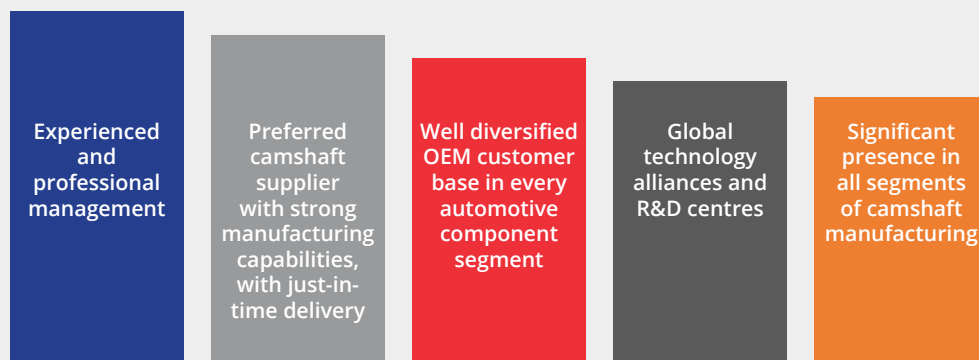 Experienced
and
professional
management
Preferred
camshaft
supplier
with strong
manufacturing
capabilities,
with just-in-
time delivery
Well diversified
OEM customer
base in every
automotive
component
segment
Global
technology
alliances and
R&D centres
Significant
presence in
all segments
of camshaft
manufacturing